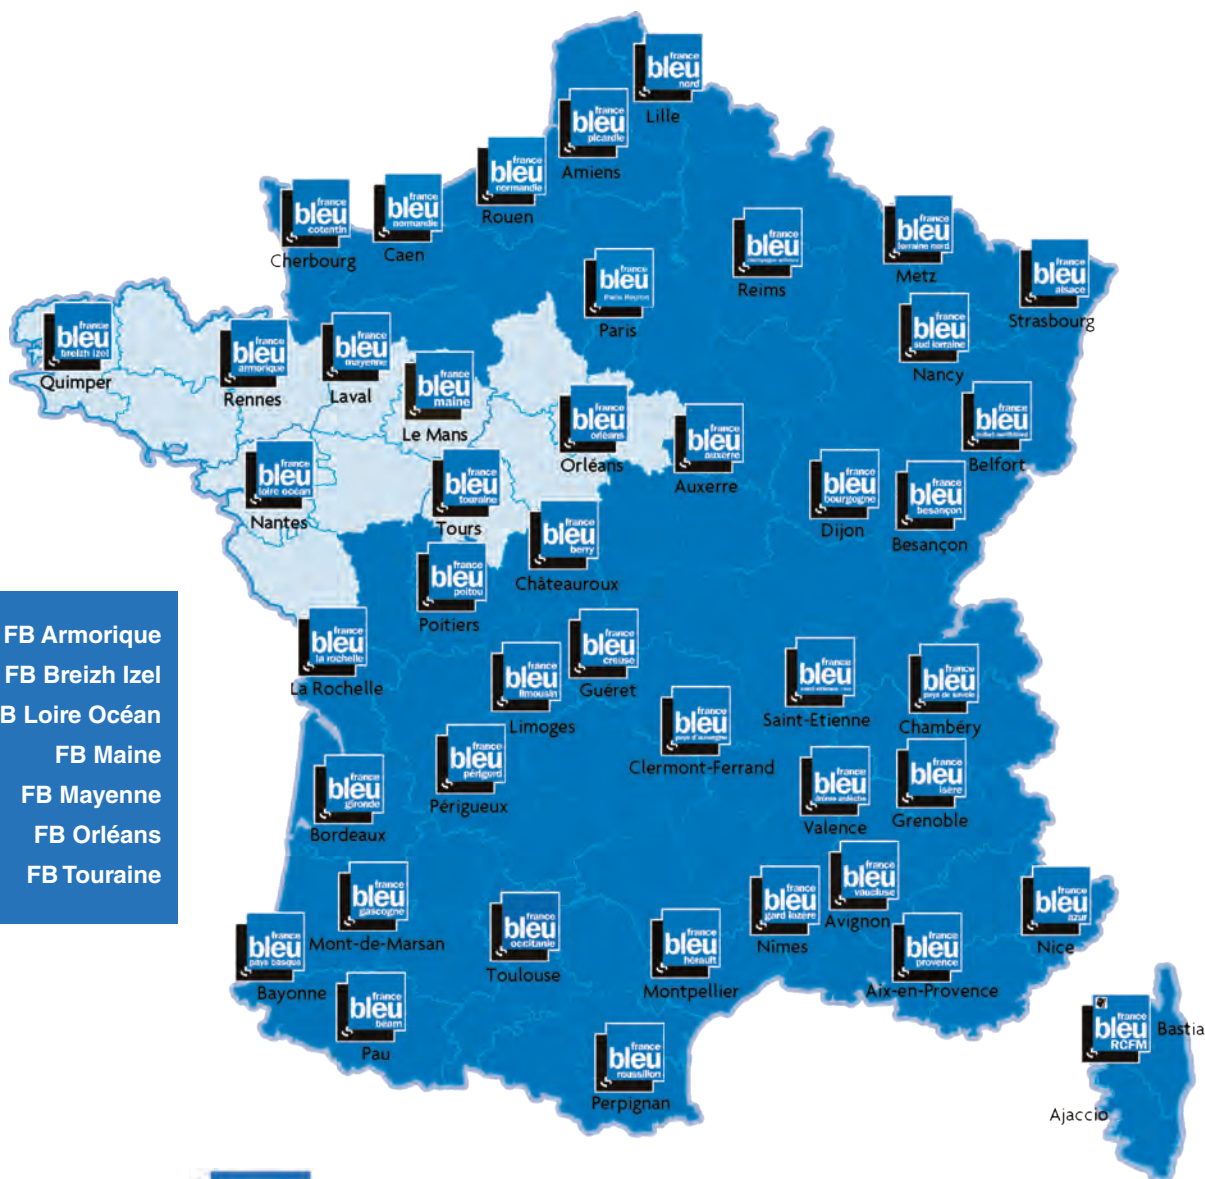 france
bleu
nord
Lille
france
bleu
picardie
Amiens
france
bleu
normandie
Rouen
france
bleu
cotentin
Cherbourg
france
bleu
normandie
Caen
france
bleu
Paris
france
bleu
Reims
france
bleu
lorraine nord
Metz
france
bleu
alsace
Strasbourg
france
bleu
sud lorraine
Nancy
france
bleu
breizh izel
Quimper
france
bleu
armorique
Rennes
france
bleu
mayenne
Laval
france
bleu
maine
Le Mans
france
bleu
orléans
Orléans
france
bleu
auxerre
Auxerre
france
bleu
Belfort
france
bleu
loire océan
Nantes
france
bleu
touraine
Tours
france
bleu
berry
Châteauroux
france
bleu
bourgogne
Dijon
france
bleu
besançon
Besançon
france
bleu
poitou
Poitiers
FB Armorique
FB Breizh Izel
B Loire Océan
FB Maine
FB Mayenne
FB Orléans
FB Touraine
france
bleu
la rochelle
La Rochelle
france
bleu
limousin
Limoges
france
bleu
creuse
Guéret
france
bleu
Saint-Etienne
france
bleu
pays de savoie
Chambéry
france
bleu
pays d'auvergne
Clermont-Ferrand
france
bleu
périgord
Périgueux
france
bleu
gironde
Bordeaux
france
bleu
drôme ardèche
Valence
france
bleu
isère
Grenoble
france
bleu
gascogne
Mont-de-Marsan
france
bleu
occitanie
Toulouse
france
bleu
hérault
Montpellier
france
bleu
gard lozère
Nîmes
france
bleu
vaucluse
Avignon
france
bleu
provence
Aix-en-Provence
france
bleu
azur
Nice
france
bleu
pays basque
Bayonne
france
bleu
béarn
Pau
france
bleu
roussillon
Perpignan
france
bleu
RCFM
Bastia
Ajaccio